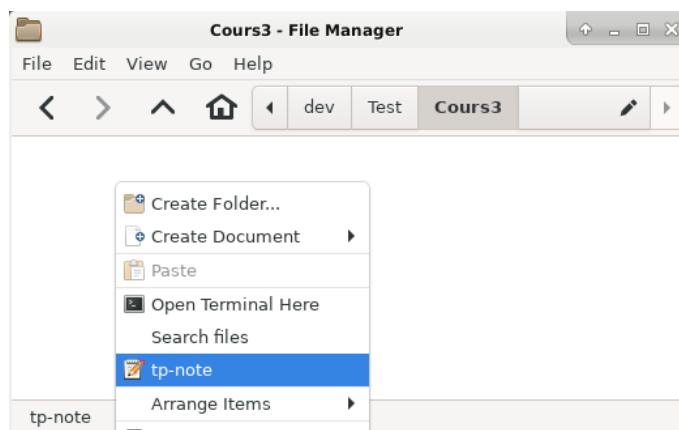 Cours3 - File Manager
File Edit View Go Help
dev Test Cours3
Create Folder...
Create Document
Paste
Open Terminal Here
Search files
tp-note
Arrange Items
tp-note